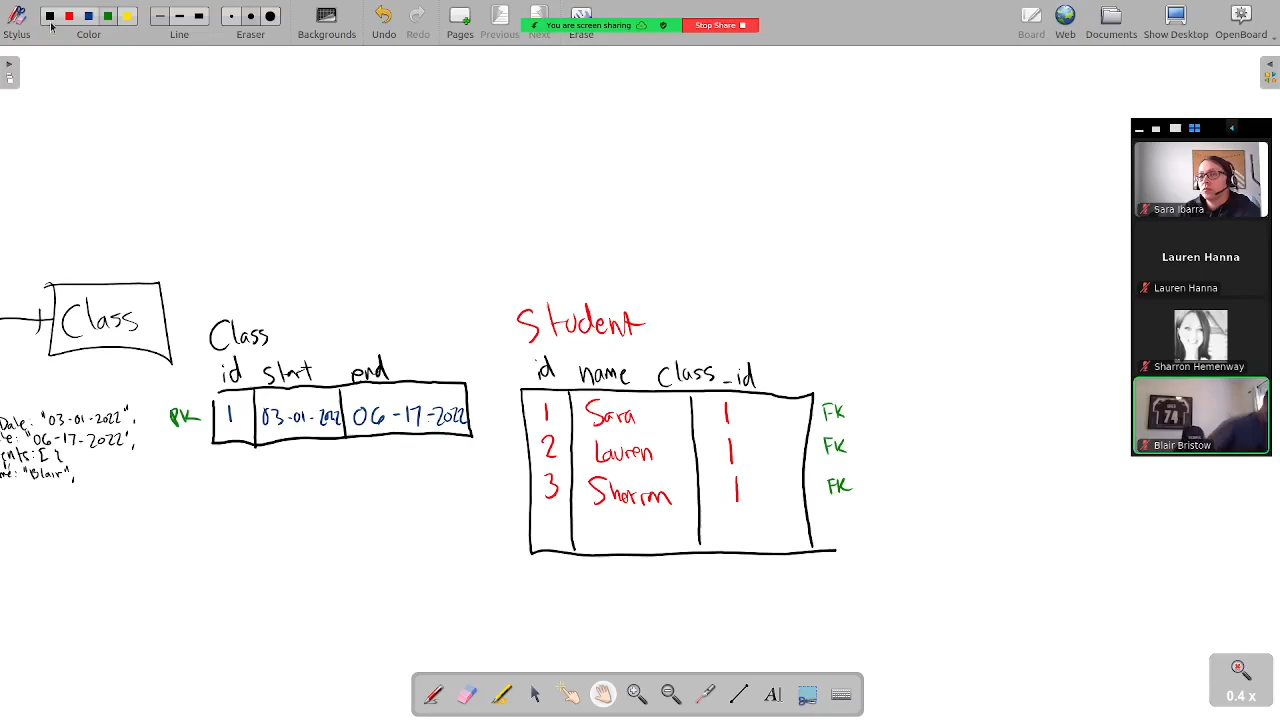 Stylus
Color
Line
Eraser
Backgrounds
Undo
Redo
Pages
Previous
Next
Erase
You are screen sharing
Stop Share
Board
Web
Documents
Show Desktop
OpenBoard
Sara Ibarra
Lauren Hanna
Lauren Hanna
Sharron Hemenway
74
Blair Bristow
Class
Class
id start end
PK 1 03-01-2022 06-17-2022
Date: "03-01-2022",
te: "06-17-2022",
ents: [{
me: "Blair",
Student
id name Class_id
1 Sara 1 FK
2 Lauren 1 FK
3 Sharron 1 FK
0.4 x